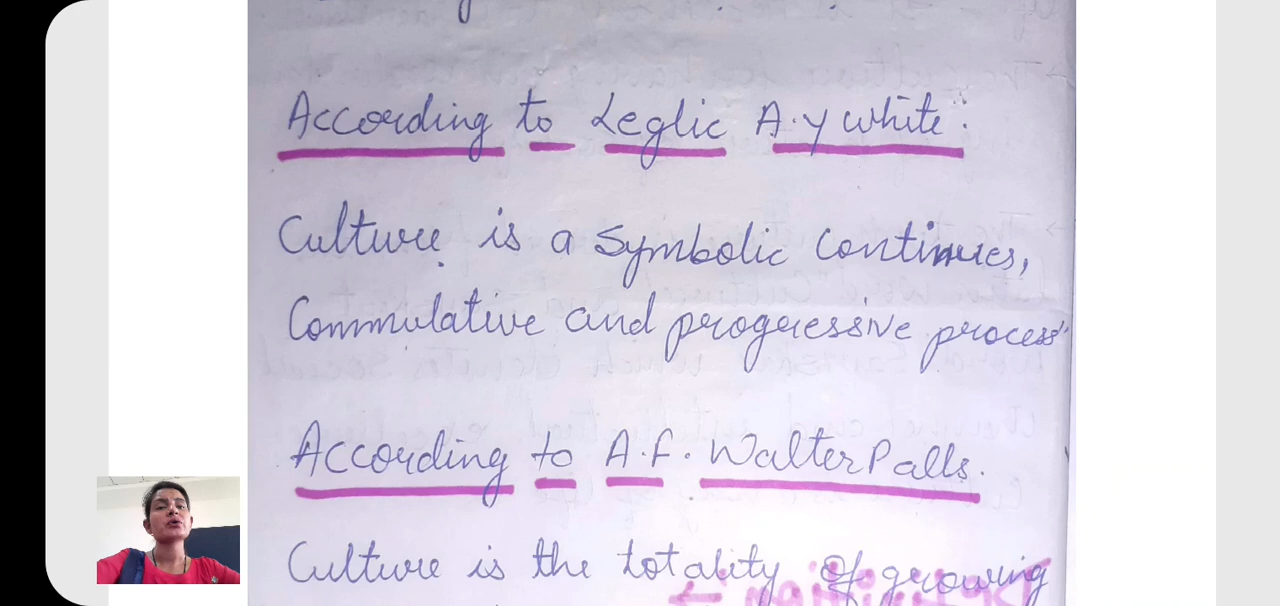 According to Leglic A.y white.
Culture is a Symbolic Continues,
Commulative and progressive process
According to A.F. Walter Palls.
Culture is the totality of growing